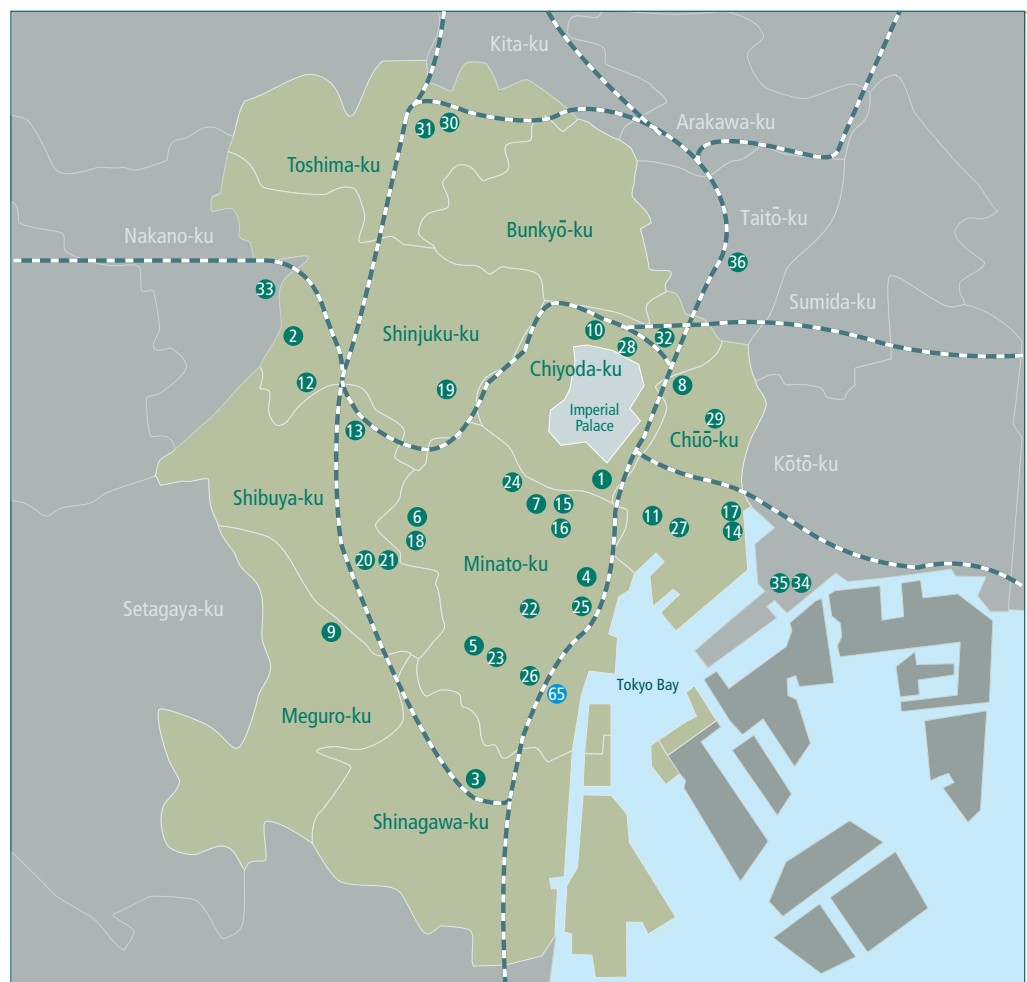 Kita-ku
30
31
Arakawa-ku
Toshima-ku
Taitō-ku
Bunkyō-ku
Nakano-ku
36
33
Sumida-ku
2
Shinjuku-ku
10
32
28
Chiyoda-ku
12
19
8
Imperial
Palace
29
13
Chūō-ku
Kōtō-ku
1
24
Shibuya-ku
7
15
6
11
17
16
27
14
18
20
21
Minato-ku
4
35
34
22
25
Setagaya-ku
9
5
23
26
65
Tokyo Bay
Meguro-ku
3
Shinagawa-ku